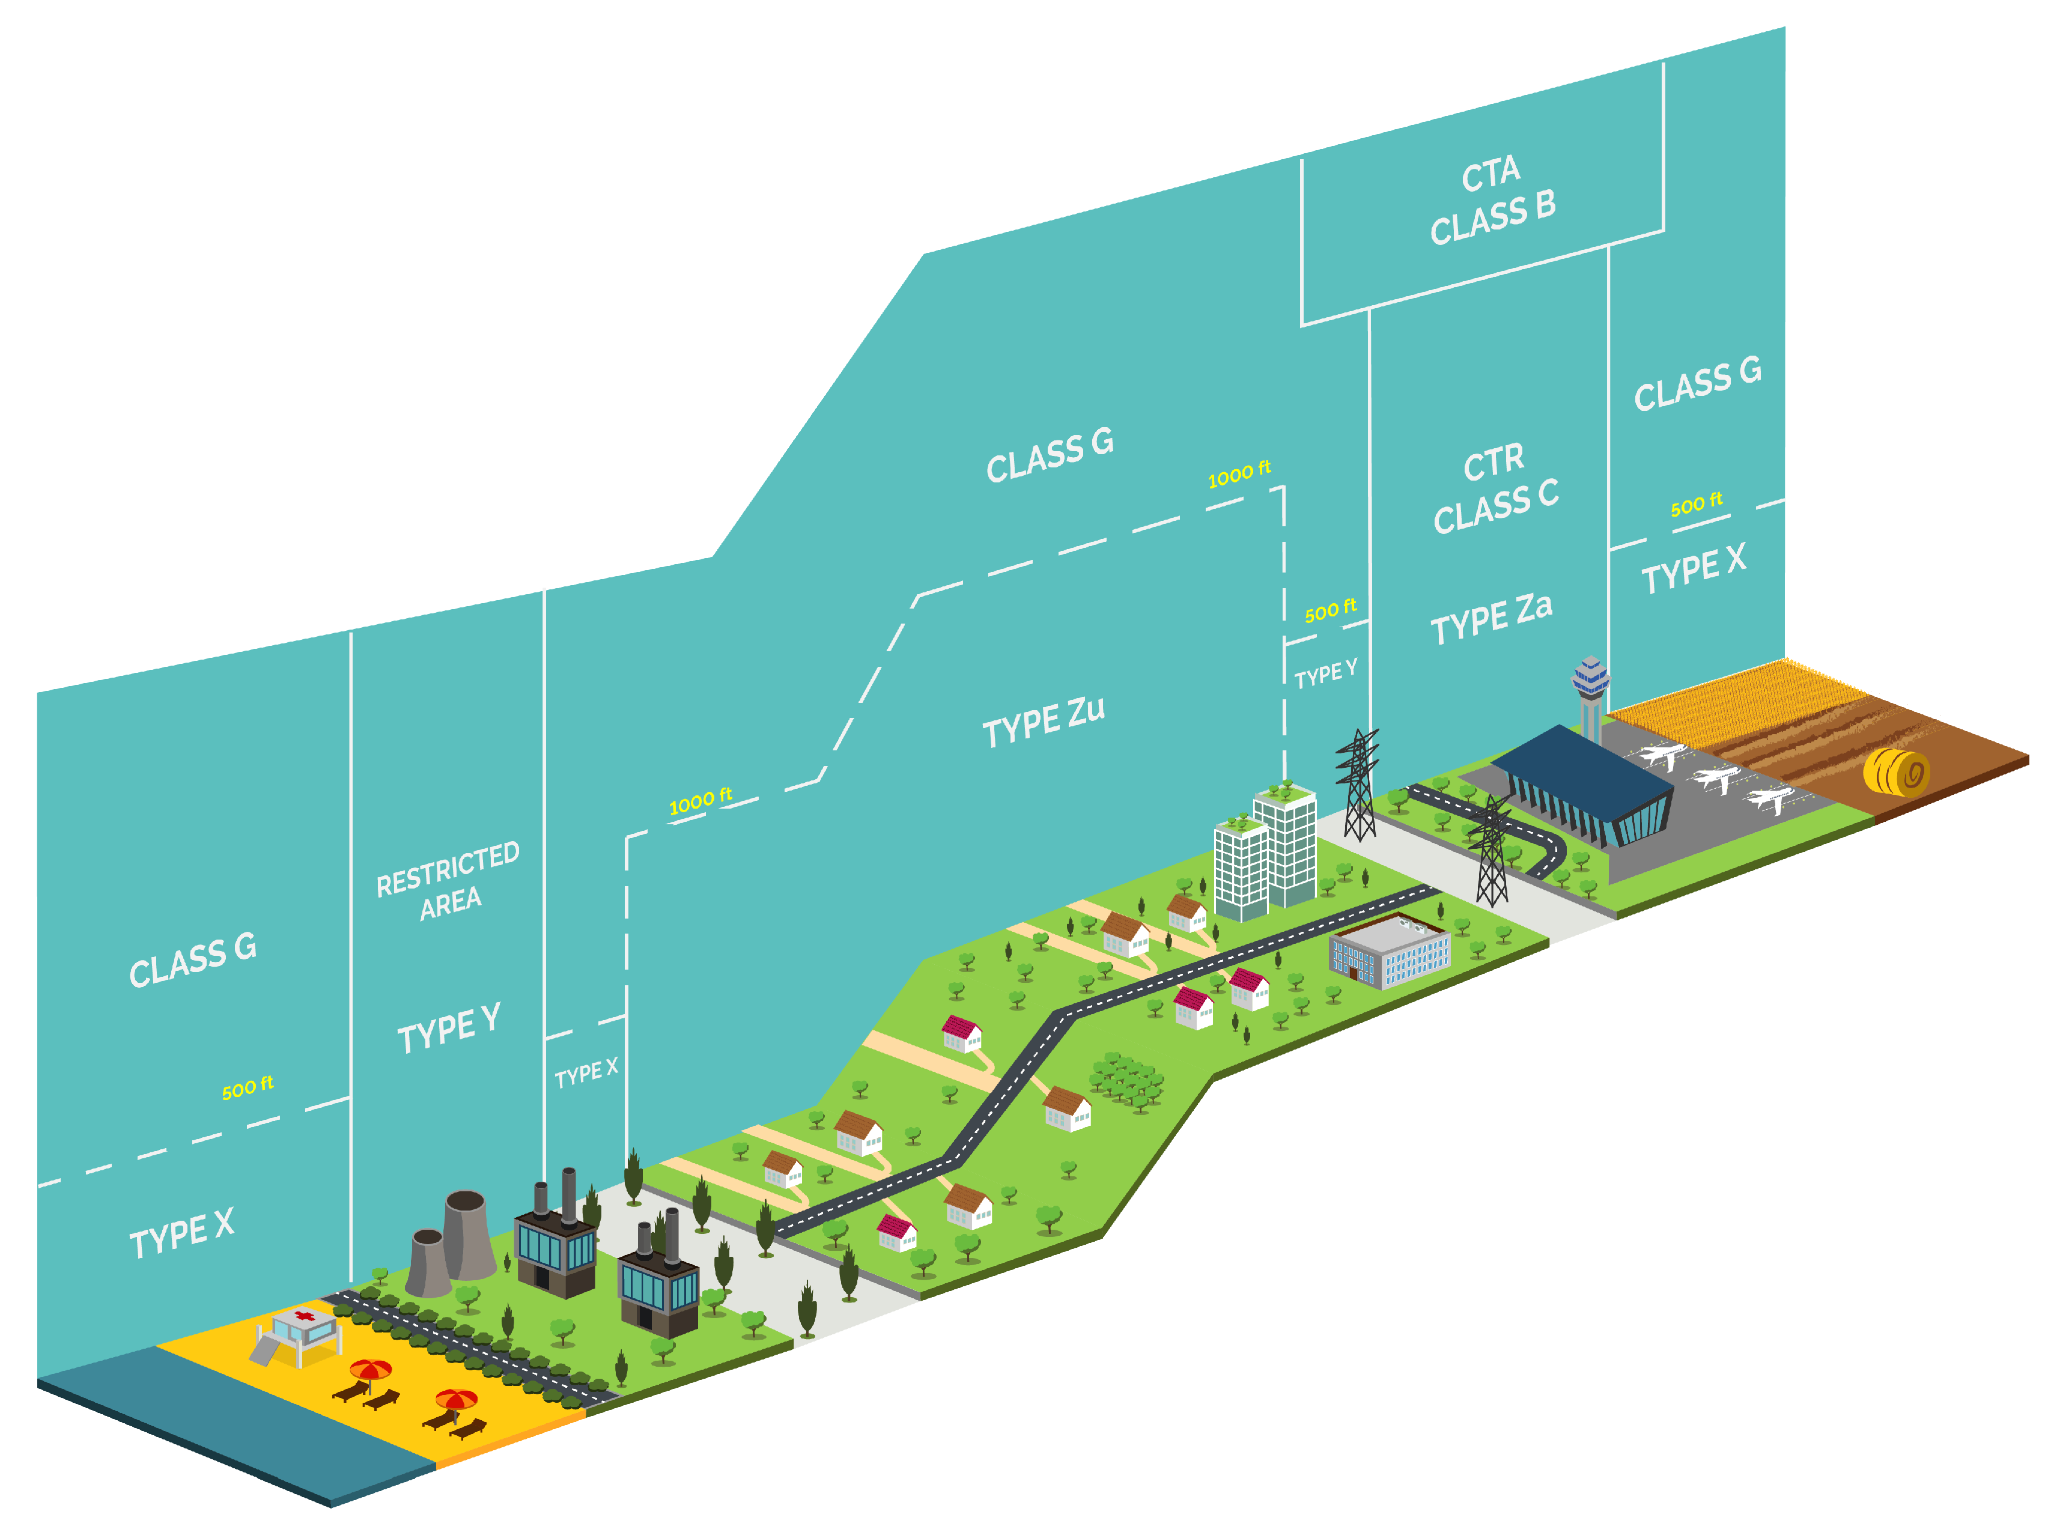 CLASS G
500 ft
TYPE X
RESTRICTED
AREA
TYPE Y
TYPE X
1000 ft
CLASS G
1000 ft
TYPE Zu
500 ft
TYPE Y
CTA
CLASS B
CTR
CLASS C
TYPE Za
CLASS G
500 ft
TYPE X